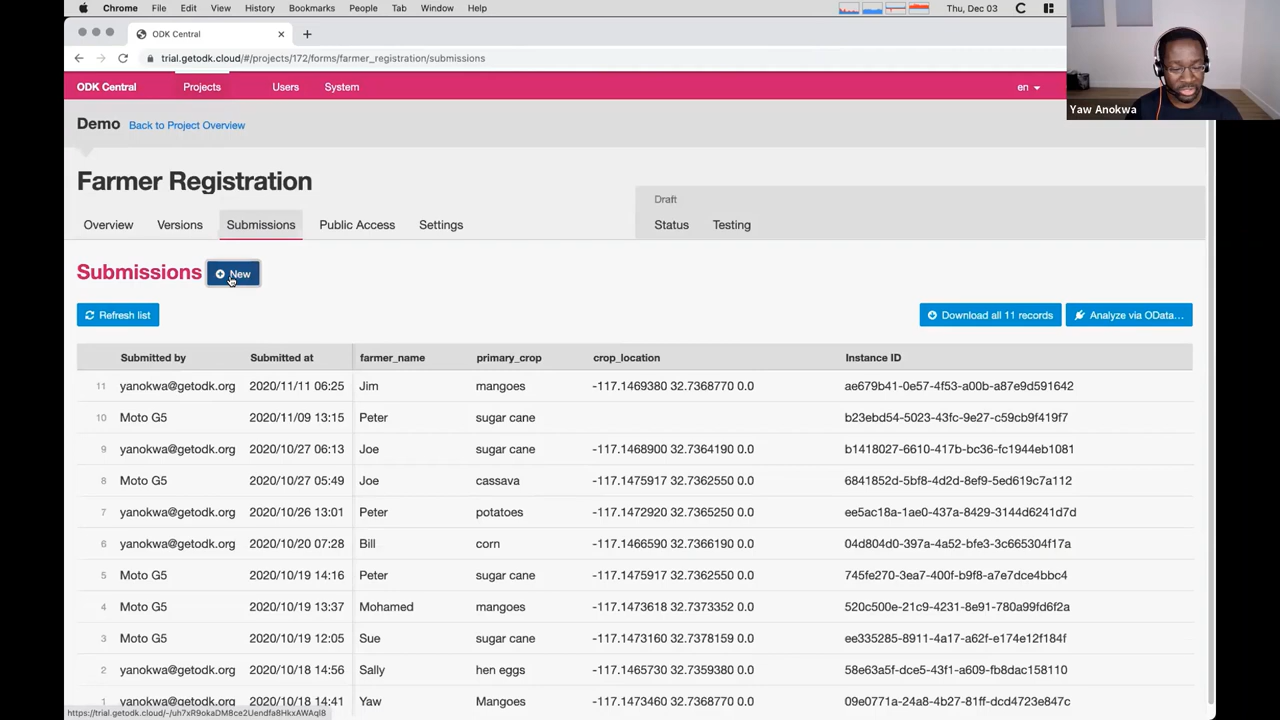 Chrome File Edit View History Bookmarks People Tab Window Help Thu, Dec 03
ODK Central
trial.getodk.cloud/#/projects/172/forms/farmer_registration/submissions
ODK Central Projects Users System en
Yaw Anokwa
Demo Back to Project Overview
Farmer Registration
Draft
Overview Versions Submissions Public Access Settings Status Testing
Submissions New
Refresh list Download all 11 records Analyze via OData...
Submitted by Submitted at farmer_name primary_crop crop_location Instance ID
11 yanokwa@getodk.org 2020/11/11 06:25 Jim mangoes -117.1469380 32.7368770 0.0 ae679b41-0e57-4f53-a00b-a87e9d591642
10 Moto G5 2020/11/09 13:15 Peter sugar cane b23ebd54-5023-43fc-9e27-c59cb9f419f7
9 yanokwa@getodk.org 2020/10/27 06:13 Joe sugar cane -117.1468900 32.7364190 0.0 b1418027-6610-417b-bc36-fc1944eb1081
8 Moto G5 2020/10/27 05:49 Joe cassava -117.1475917 32.7362550 0.0 6841852d-5bf8-4d2d-8ef9-5ed619c7a112
7 Moto G5 2020/10/26 13:01 Peter potatoes -117.1472920 32.7365250 0.0 ee5ac18a-1ae0-437a-8429-3144d6241d7d
6 yanokwa@getodk.org 2020/10/20 07:28 Bill corn -117.1466590 32.7366190 0.0 04d804d0-397a-4a52-bfe3-3c665304f17a
5 Moto G5 2020/10/19 14:16 Peter sugar cane -117.1475917 32.7362550 0.0 745fe270-3ea7-400f-b9f8-a7e7dce4bbc4
4 Moto G5 2020/10/19 13:37 Mohamed mangoes -117.1473618 32.7373352 0.0 520c500e-21c9-4231-8e91-780a99fd6f2a
3 Moto G5 2020/10/19 12:05 Sue sugar cane -117.1473160 32.7378159 0.0 ee335285-8911-4a17-a62f-e174e12f184f
2 yanokwa@getodk.org 2020/10/18 14:56 Sally hen eggs -117.1465730 32.7359380 0.0 58e63a5f-dce5-43f1-a609-fb8dac158110
1 yanokwa@getodk.org 2020/10/18 14:41 Yaw Mangoes -117.1473460 32.7368770 0.0 09e0771a-24a8-4b27-81ff-dcd4723e847c